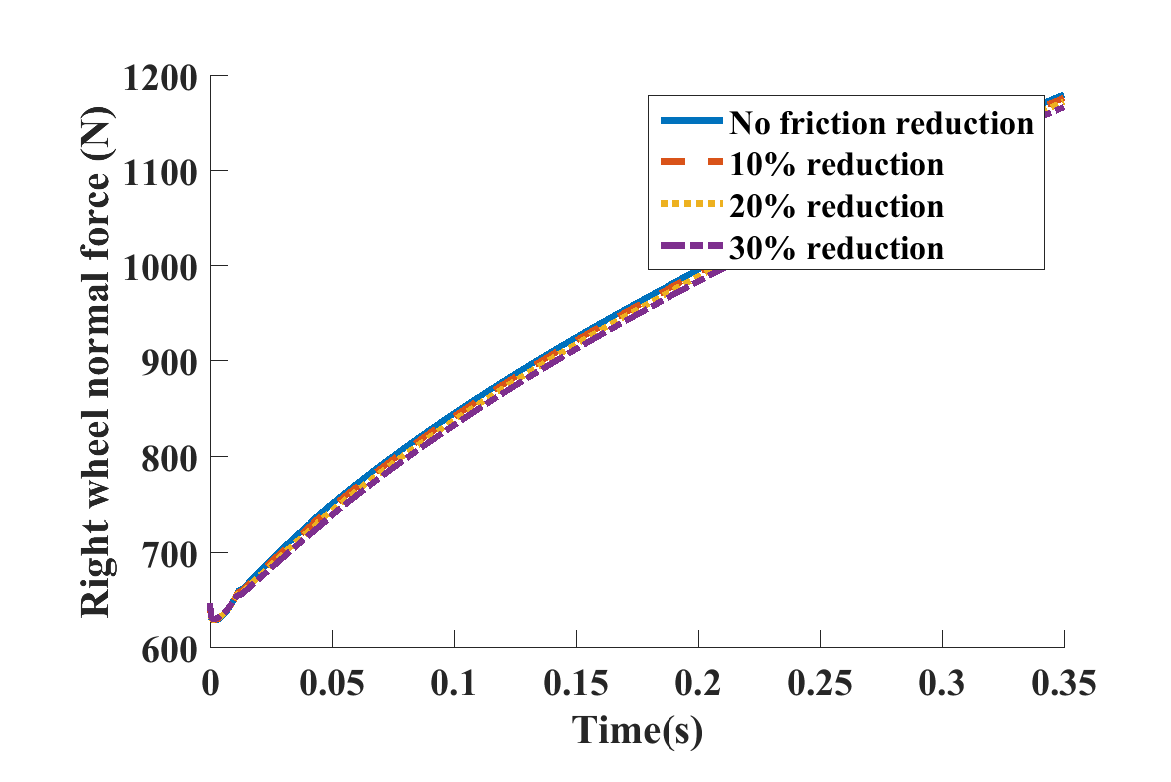 Right wheel normal force (N)
1200
1100
1000
900
800
700
600
No friction reduction
10% reduction
20% reduction
30% reduction
0 0.05 0.1 0.15 0.2 0.25 0.3 0.35
Time(s)